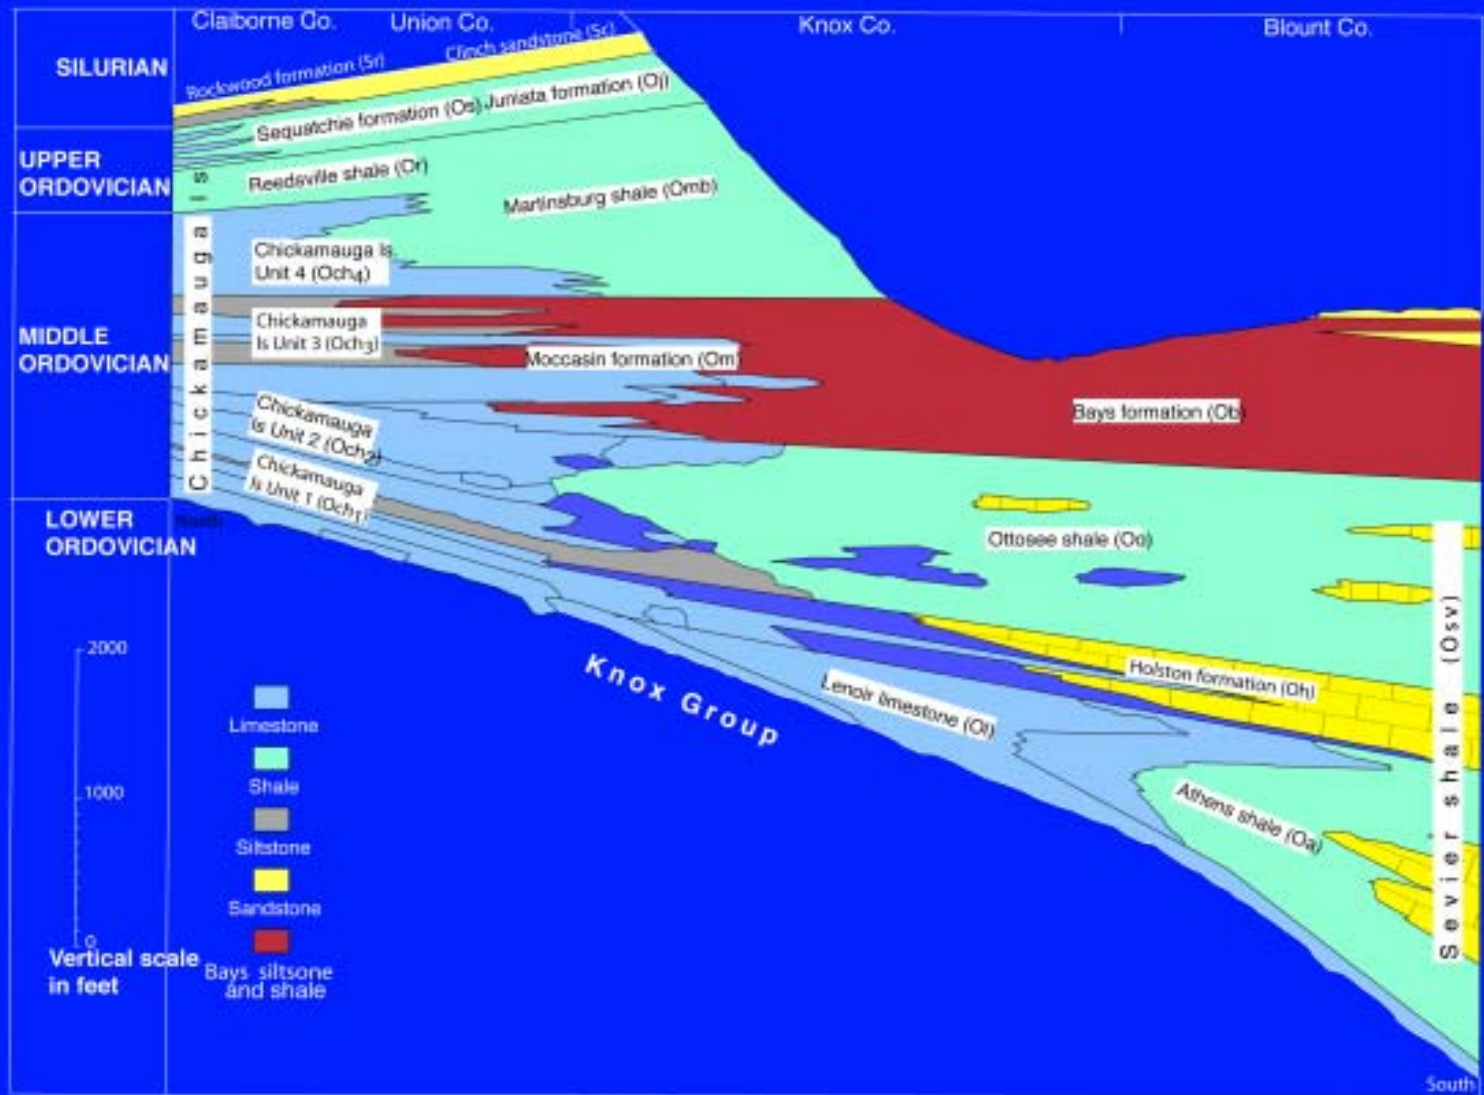 Claiborne Co.
Union Co.
Knox Co.
Blount Co.
SILURIAN
UPPER
ORDOVICIAN
MIDDLE
ORDOVICIAN
LOWER
ORDOVICIAN
Rockwood formation (Sr)
Clinch sandstone (Sc)
Sequatchie formation (Os)
Juniata formation (Oj)
Reedsville shale (Or)
Martinsburg shale (Omb)
Chickamauga ls
Chickamauga ls.
Unit 4 (Och4)
Chickamauga
ls Unit 3 (Och3)
Moccasin formation (Om)
Bays formation (Ob)
Chickamauga
ls Unit 2 (Och2)
Chickamauga
ls Unit 1 (Och1)
North
Ottosee shale (Oo)
Holston formation (Oh)
Lenoir limestone (Ol)
Athens shale (Oa)
Sevier shale (Osv)
Knox Group
2000
1000
0
Vertical scale
in feet
Limestone
Shale
Siltstone
Sandstone
Bays siltsone
and shale
South